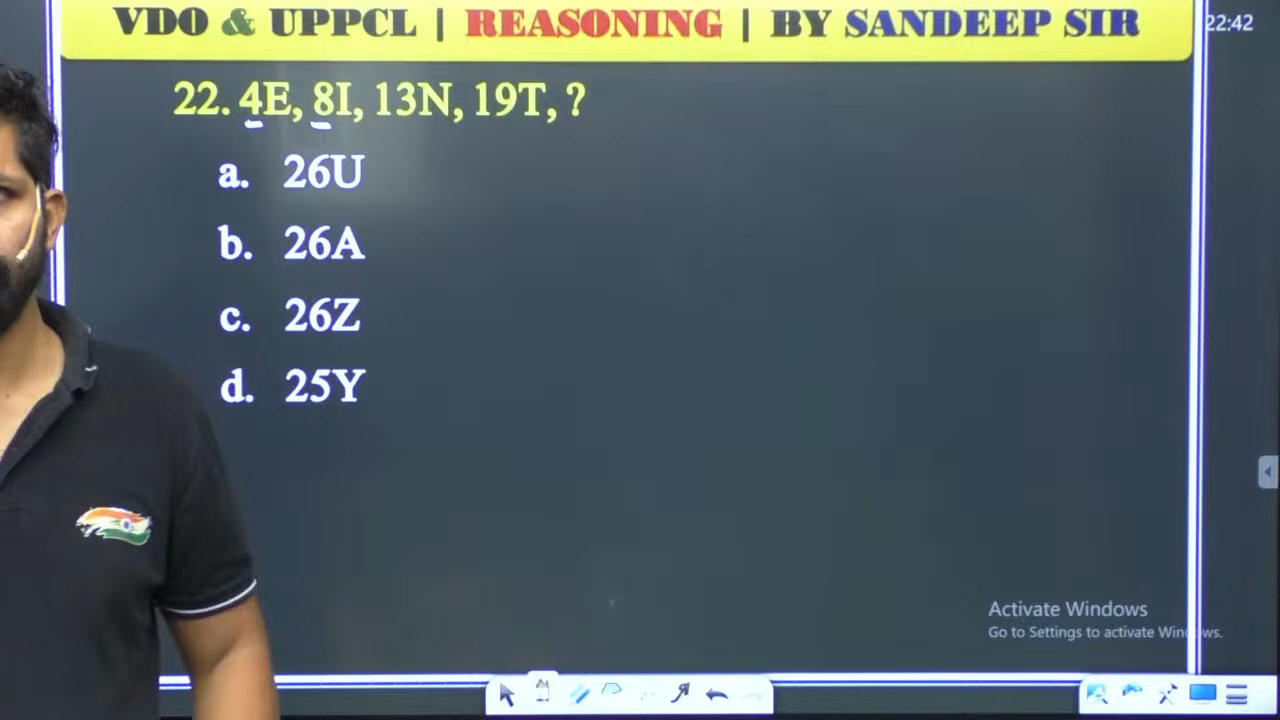 VDO & UPPCL | REASONING | BY SANDEEP SIR
22:42
22. 4E, 8I, 13N, 19T, ?
a. 26U
b. 26A
c. 26Z
d. 25Y
Activate Windows
Go to Settings to activate Windows.